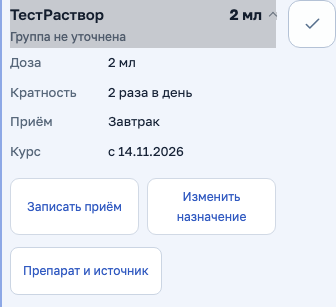 ТестРаствор 2 мл
Группа не уточнена
Доза 2 мл
Кратность 2 раза в день
Приём Завтрак
Курс с 14.11.2026
Записать приём
Изменить назначение
Препарат и источник